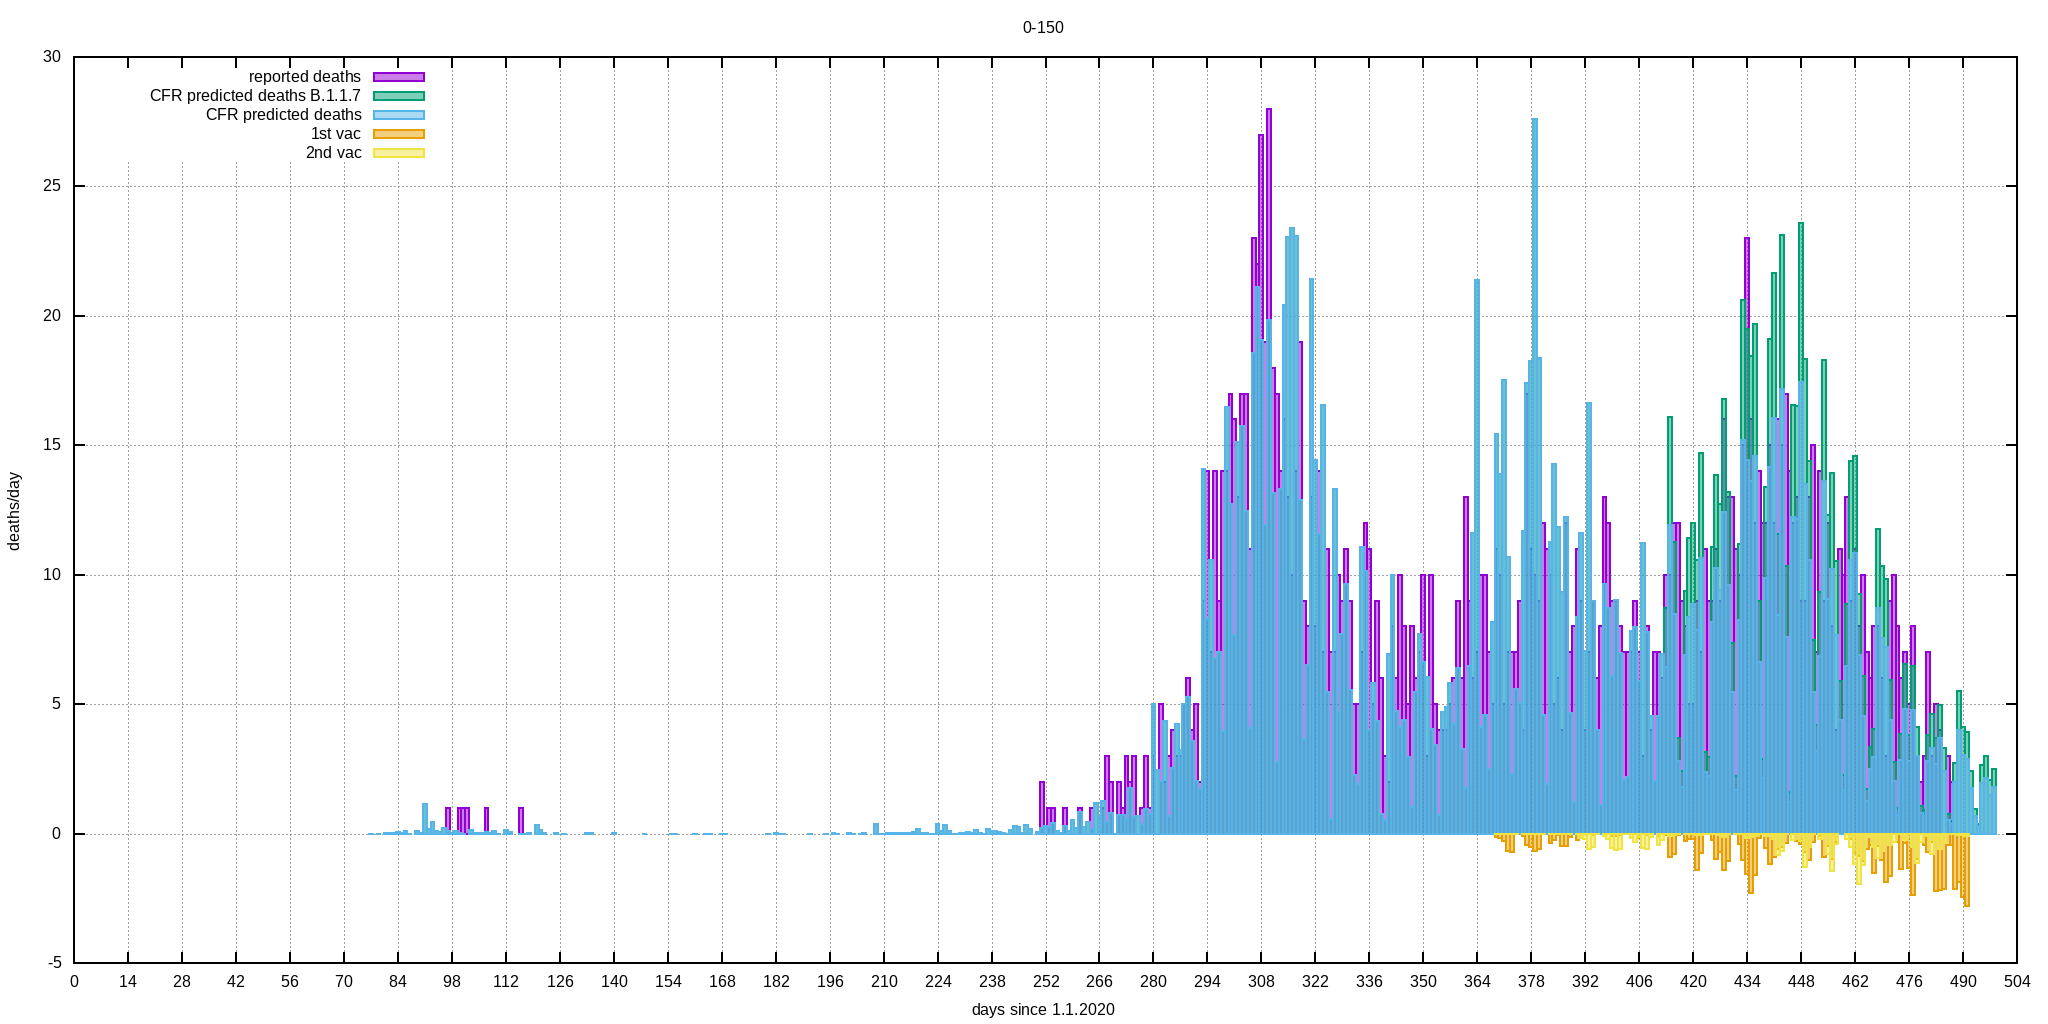 0-150
30
25
20
15
10
5
0
-5
reported deaths
CFR predicted deaths B.1.1.7
CFR predicted deaths
1st vac
2nd vac
deaths/day
0 14 28 42 56 70 84 98 112 126 140 154 168 182 196 210 224 238 252 266 280 294 308 322 336 350 364 378 392 406 420 434 448 462 476 490 504
days since 1.1.2020